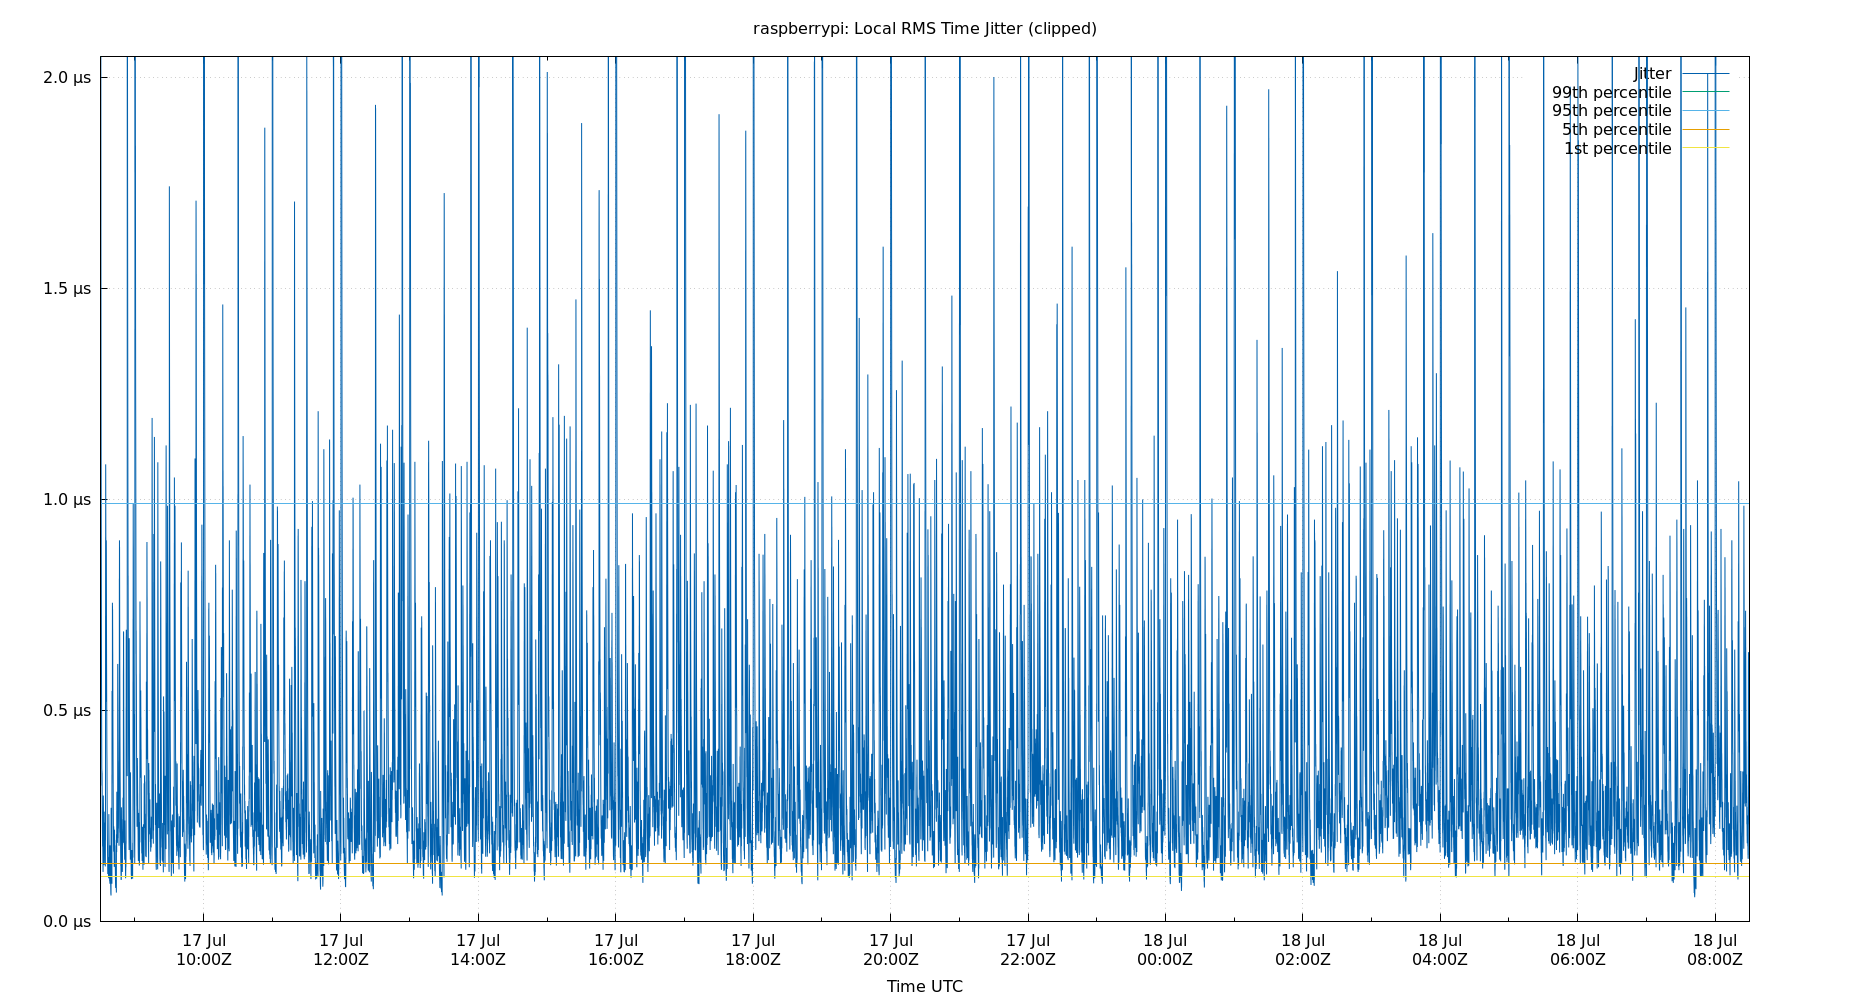 raspberrypi: Local RMS Time Jitter (clipped)
2.0 µs
1.5 µs
1.0 µs
0.5 µs
0.0 µs
Jitter
99th percentile
95th percentile
5th percentile
1st percentile
17 Jul 17 Jul 17 Jul 17 Jul 17 Jul 17 Jul 17 Jul 18 Jul 18 Jul 18 Jul 18 Jul 18 Jul
10:00Z 12:00Z 14:00Z 16:00Z 18:00Z 20:00Z 22:00Z 00:00Z 02:00Z 04:00Z 06:00Z 08:00Z
Time UTC